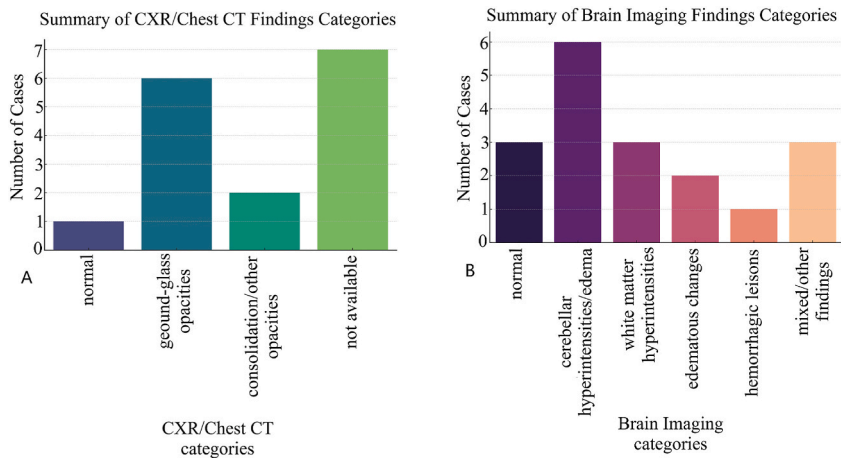 Summary of CXR/Chest CT Findings Categories
Number of Cases
7
6
5
4
3
2
1
0
A
normal
geound-glass
opacities
consolidation/other
opacities
not available
CXR/Chest CT
categories
Summary of Brain Imaging Findings Categories
Number of Cases
6
5
4
3
2
1
0
B
normal
cerebellar
hyperintensities/edema
white matter
hyperintensities
edematous changes
hemorrhagic leisons
mixed/other
findings
Brain Imaging
categories